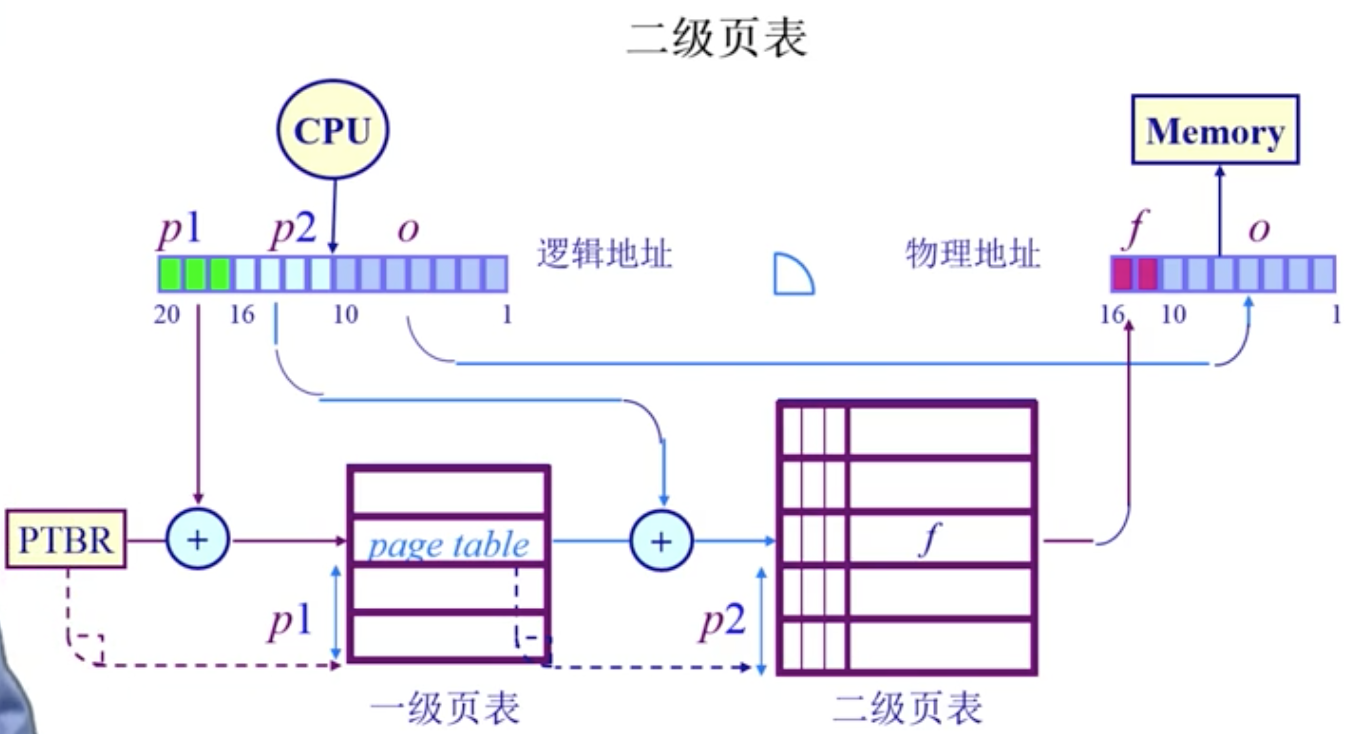 二级页表
CPU
Memory
p1 p2 o
逻辑地址
物理地址
f o
20 16 10 1
16 10 1
PTBR
+
page table
+
f
p1
p2
一级页表
二级页表